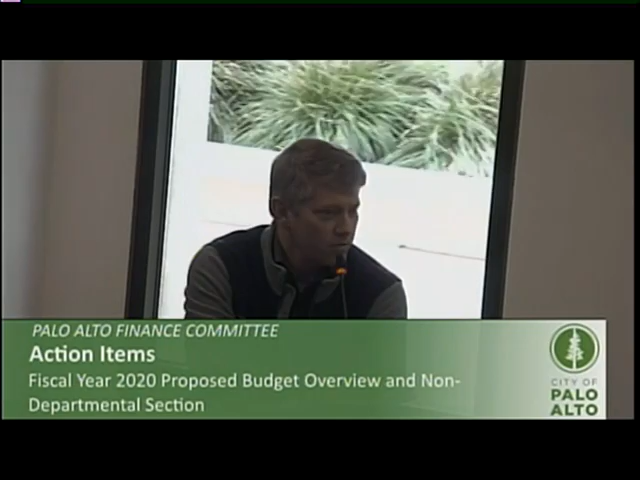 PALO ALTO FINANCE COMMITTEE
Action Items
Fiscal Year 2020 Proposed Budget Overview and Non-
Departmental Section
CITY OF
PALO
ALTO